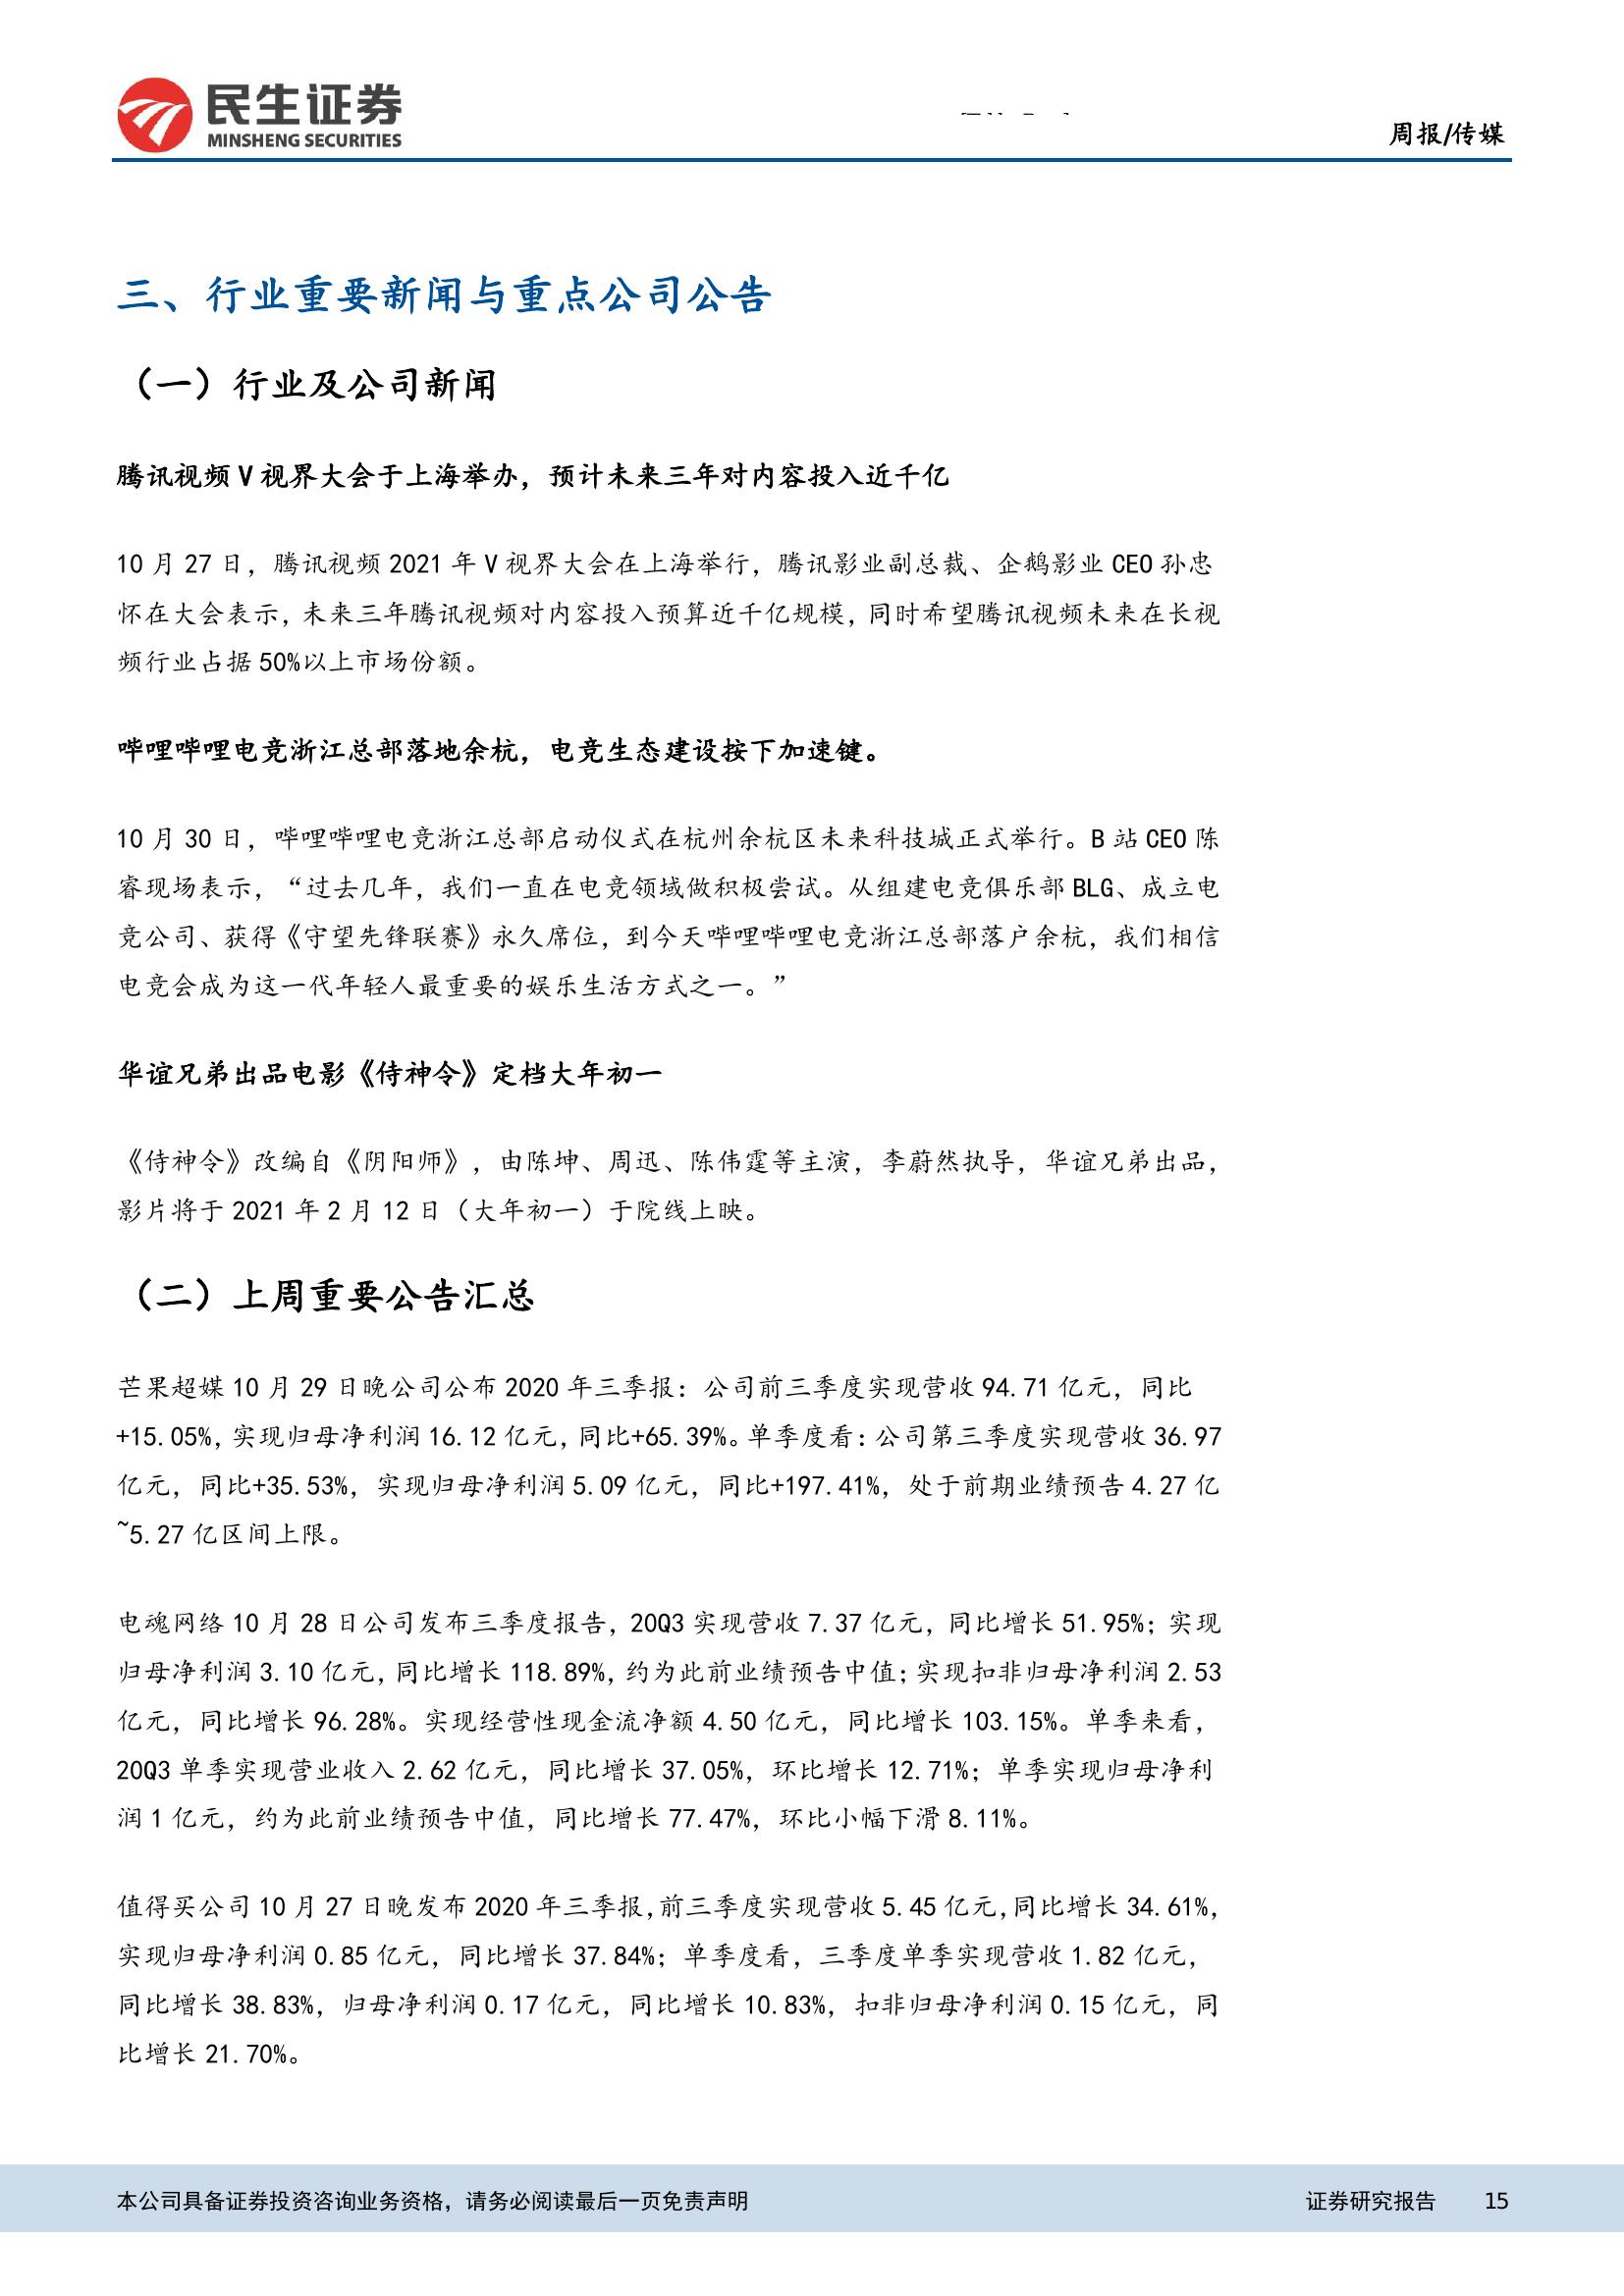 民生证券
MINSHENG SECURITIES
周报/传媒
三、行业重要新闻与重点公司公告
（一）行业及公司新闻
腾讯视频 V 视界大会于上海举办，预计未来三年对内容投入近千亿
10 月 27 日，腾讯视频 2021 年 V 视界大会在上海举行，腾讯影业副总裁、企鹅影业 CEO 孙忠
怀在大会表示，未来三年腾讯视频对内容投入预算近千亿规模，同时希望腾讯视频未来在长视
频行业占据 50%以上市场份额。
哔哩哔哩电竞浙江总部落地余杭，电竞生态建设按下加速键。
10 月 30 日，哔哩哔哩电竞浙江总部启动仪式在杭州余杭区未来科技城正式举行。B 站 CEO 陈
睿现场表示，“过去几年，我们一直在电竞领域做积极尝试。从组建电竞俱乐部 BLG、成立电
竞公司、获得《守望先锋联赛》永久席位，到今天哔哩哔哩电竞浙江总部落户余杭，我们相信
电竞会成为这一代年轻人最重要的娱乐生活方式之一。”
华谊兄弟出品电影《侍神令》定档大年初一
《侍神令》改编自《阴阳师》，由陈坤、周迅、陈伟霆等主演，李蔚然执导，华谊兄弟出品，
影片将于 2021 年 2 月 12 日（大年初一）于院线上映。
（二）上周重要公告汇总
芒果超媒 10 月 29 日晚公司公布 2020 年三季报：公司前三季度实现营收 94.71 亿元，同比
+15.05%，实现归母净利润 16.12 亿元，同比+65.39%。单季度看：公司第三季度实现营收 36.97
亿元，同比+35.53%，实现归母净利润 5.09 亿元，同比+197.41%，处于前期业绩预告 4.27 亿
~5.27 亿区间上限。
电魂网络 10 月 28 日公司发布三季度报告，20Q3 实现营收 7.37 亿元，同比增长 51.95%；实现
归母净利润 3.10 亿元，同比增长 118.89%，约为此前业绩预告中值；实现扣非归母净利润 2.53
亿元，同比增长 96.28%。实现经营性现金流净额 4.50 亿元，同比增长 103.15%。单季来看，
20Q3 单季实现营业收入 2.62 亿元，同比增长 37.05%，环比增长 12.71%；单季实现归母净利
润 1 亿元，约为此前业绩预告中值，同比增长 77.47%，环比小幅下滑 8.11%。
值得买公司 10 月 27 日晚发布 2020 年三季报，前三季度实现营收 5.45 亿元，同比增长 34.61%，
实现归母净利润 0.85 亿元，同比增长 37.84%；单季度看，三季度单季实现营收 1.82 亿元，
同比增长 38.83%，归母净利润 0.17 亿元，同比增长 10.83%，扣非归母净利润 0.15 亿元，同
比增长 21.70%。
本公司具备证券投资咨询业务资格，请务必阅读最后一页免责声明
证券研究报告 15